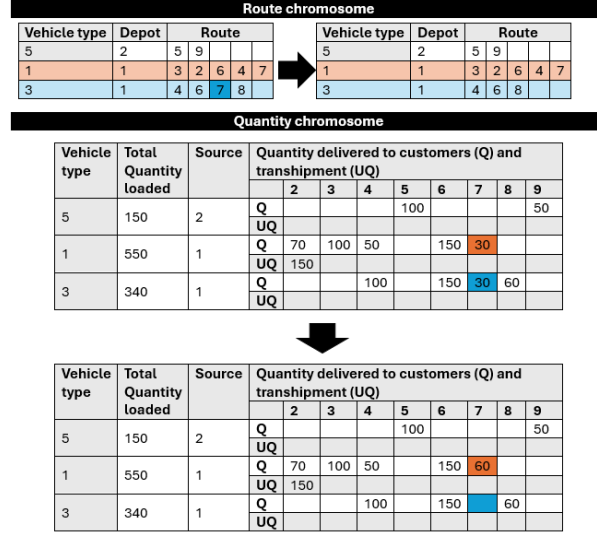 Route chromosome
Vehicle type Depot Route Vehicle type Depot Route
5 2 5 9 5 2 5 9
1 1 3 2 6 4 7 1 1 3 2 6 4 7
3 1 4 6 7 8 3 1 4 6 8
Quantity chromosome
Vehicle Total Source Quantity delivered to customers (Q) and
type Quantity transhipment (UQ)
loaded 2 3 4 5 6 7 8 9
5 150 2 Q 100 50
UQ
1 550 1 Q 70 100 50 150 30
UQ 150
3 340 1 Q 100 150 30 60
UQ
Vehicle Total Source Quantity delivered to customers (Q) and
type Quantity transhipment (UQ)
loaded 2 3 4 5 6 7 8 9
5 150 2 Q 100 50
UQ
1 550 1 Q 70 100 50 150 60
UQ 150
3 340 1 Q 100 150 60
UQ